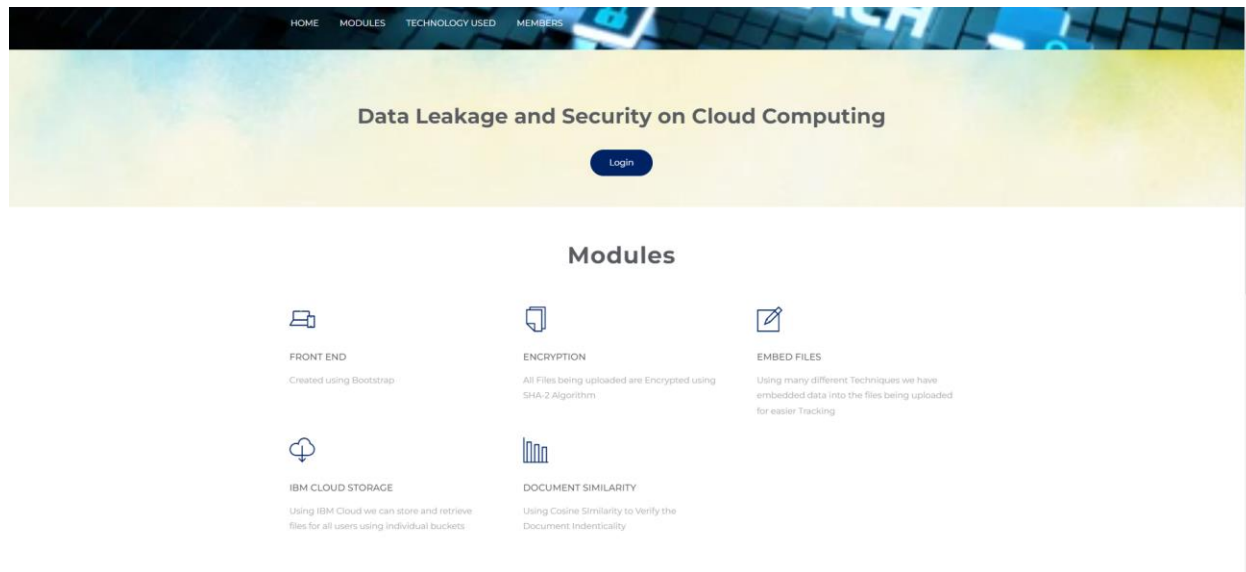 HOME MODULES TECHNOLOGY USED MEMBERS
Data Leakage and Security on Cloud Computing
Login
Modules
FRONT END
Created using Bootstrap
ENCRYPTION
All Files being uploaded are Encrypted using
SHA-2 Algorithm
EMBED FILES
Using many different Techniques we have
embedded data into the files being uploaded
for easier Tracking
IBM CLOUD STORAGE
Using IBM Cloud we can store and retrieve
files for all users using individual buckets
DOCUMENT SIMILARITY
Using Cosine Similarity to Verify the
Document Indenticality